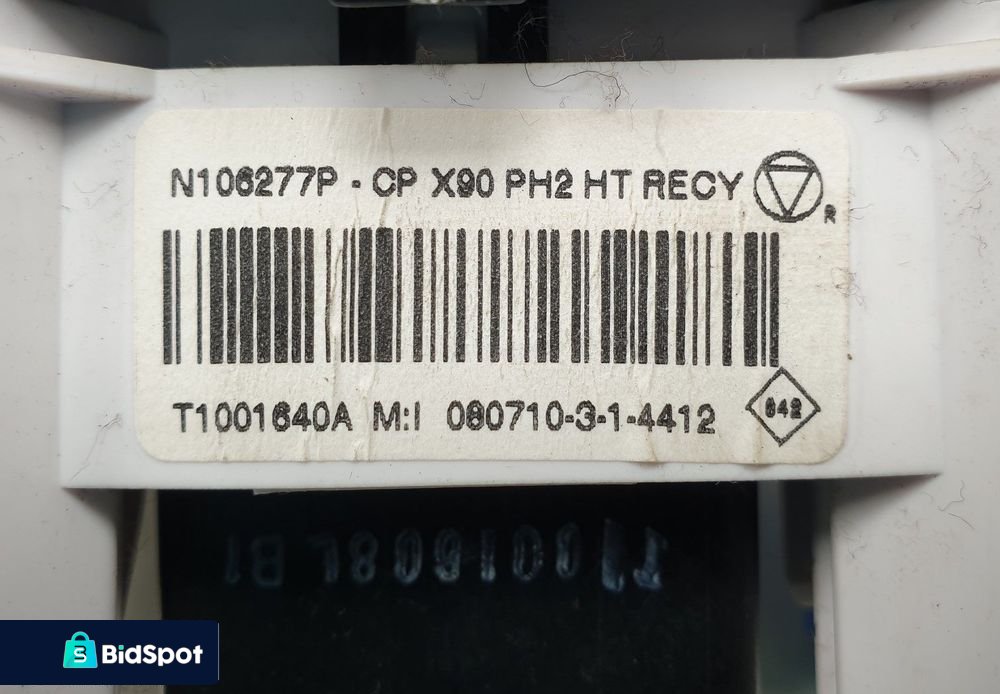 N106277P - CP X90 PH2 HT RECY
R
T1001640A M:I 080710-3-1-4412
842
BidSpot